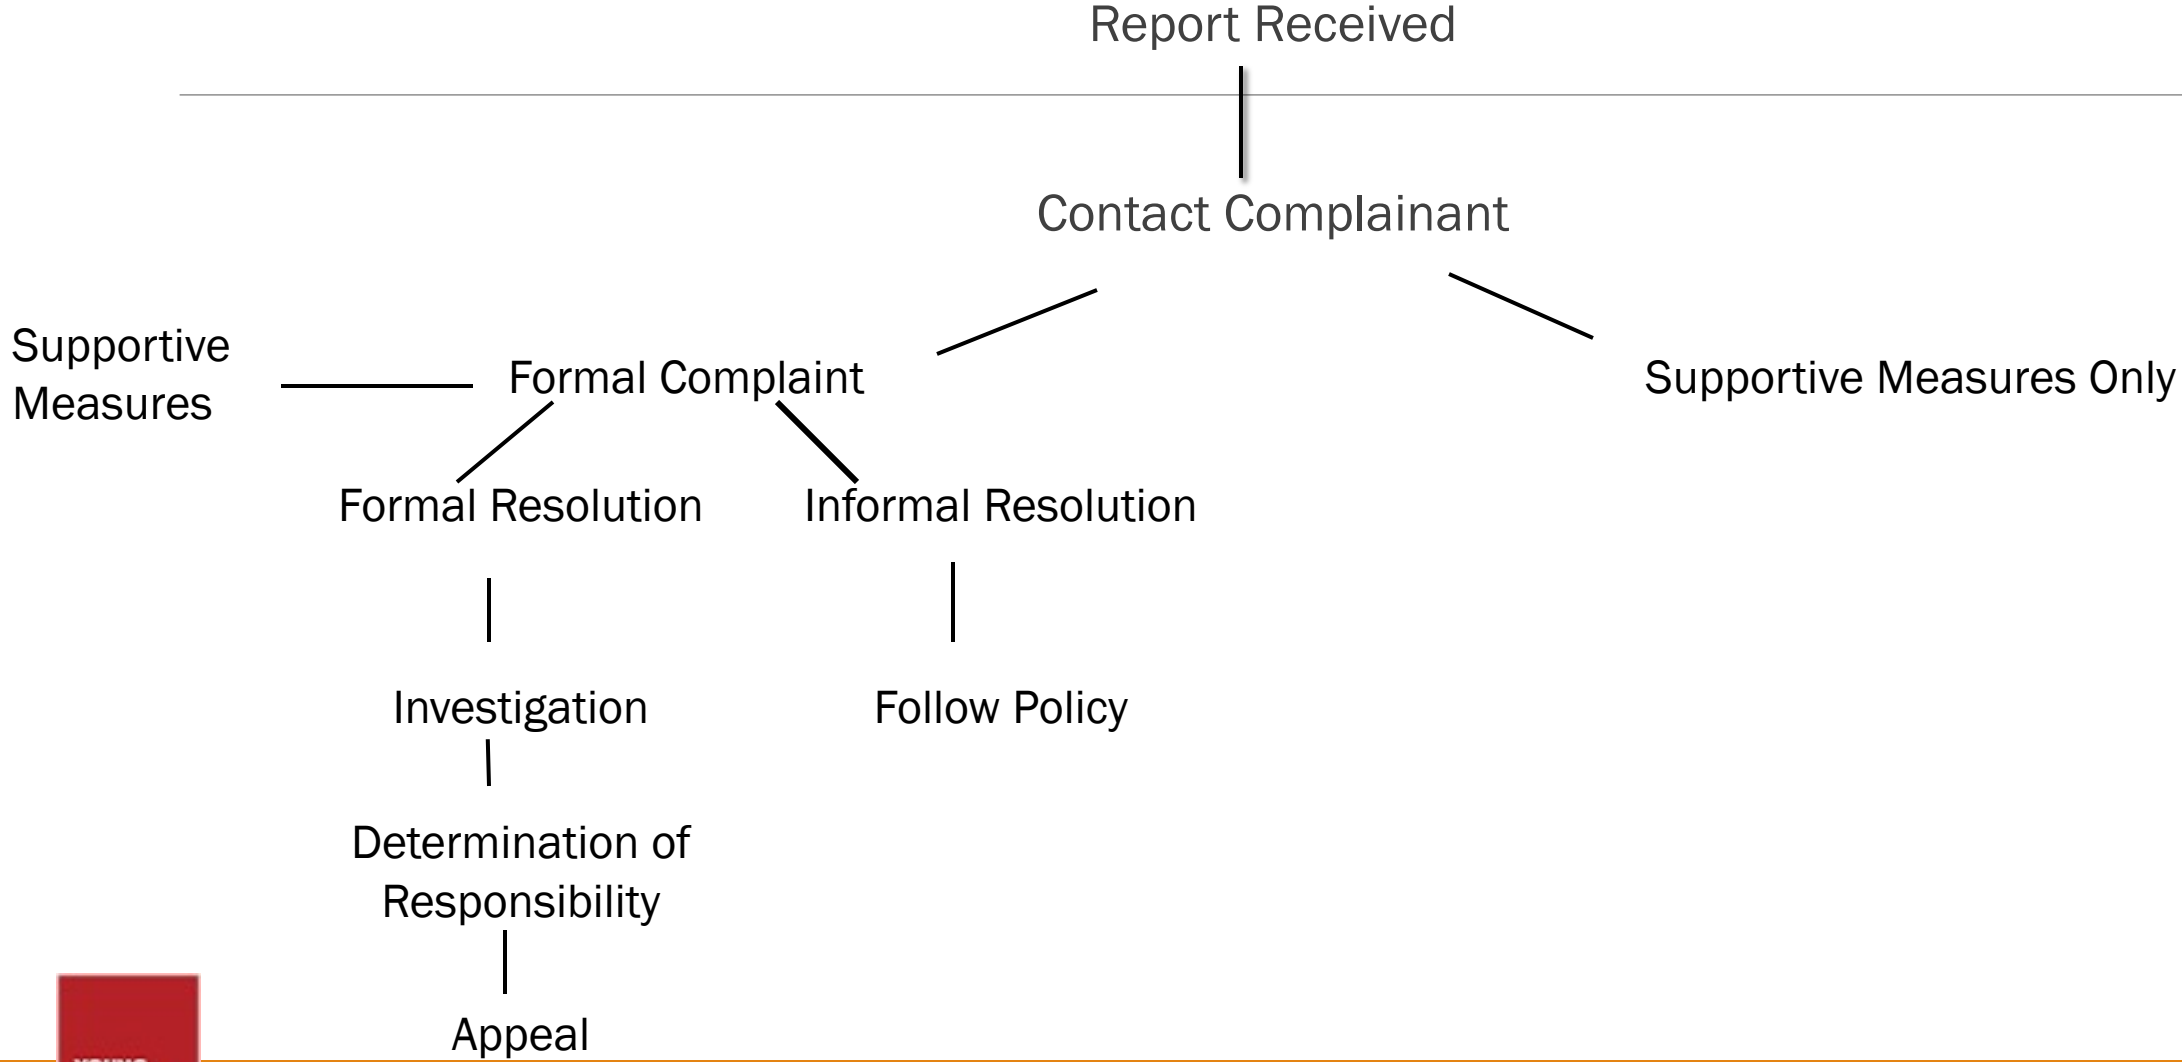 Report Received
Contact Complainant
Supportive
Measures
Formal Complaint
Supportive Measures Only
Formal Resolution
Informal Resolution
Investigation
Follow Policy
Determination of
Responsibility
Appeal